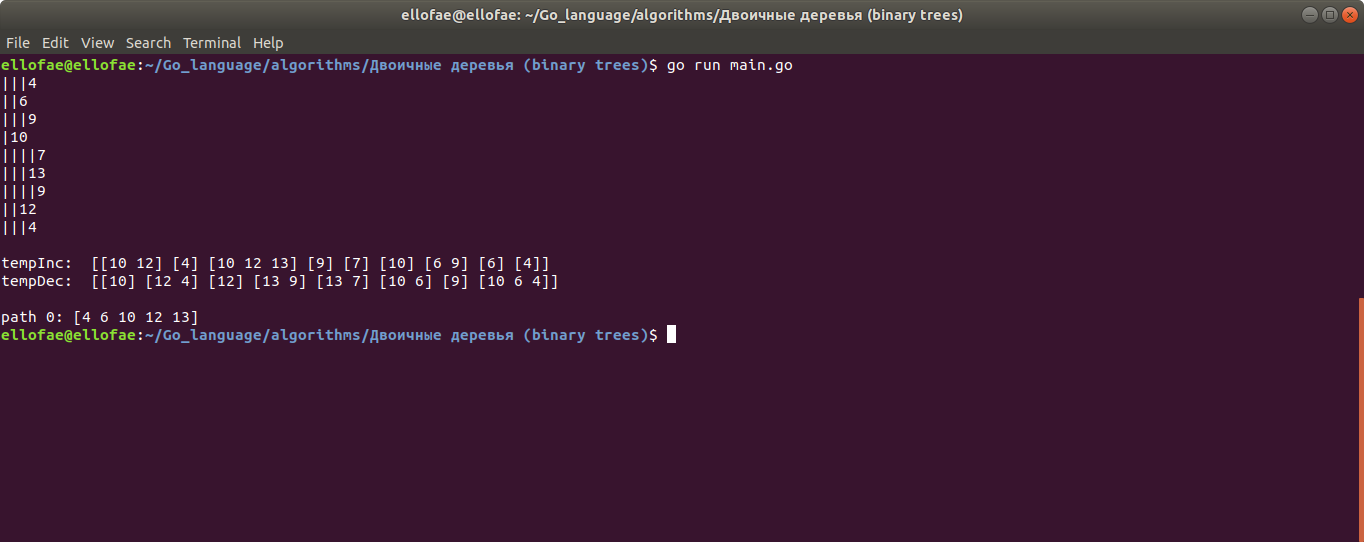 ellofae@ellofae: ~/Go_language/algorithms/Двоичные деревья (binary trees)
File Edit View Search Terminal Help
ellofae@ellofae:~/Go_language/algorithms/Двоичные деревья (binary trees)$ go run main.go
|||4
||6
|||9
|10
||||7
|||13
||||9
||12
|||4
tempInc:  [[10 12] [4] [10 12 13] [9] [7] [10] [6 9] [6] [4]]
tempDec:  [[10] [12 4] [12] [13 9] [13 7] [10 6] [9] [10 6 4]]
path 0: [4 6 10 12 13]
ellofae@ellofae:~/Go_language/algorithms/Двоичные деревья (binary trees)$